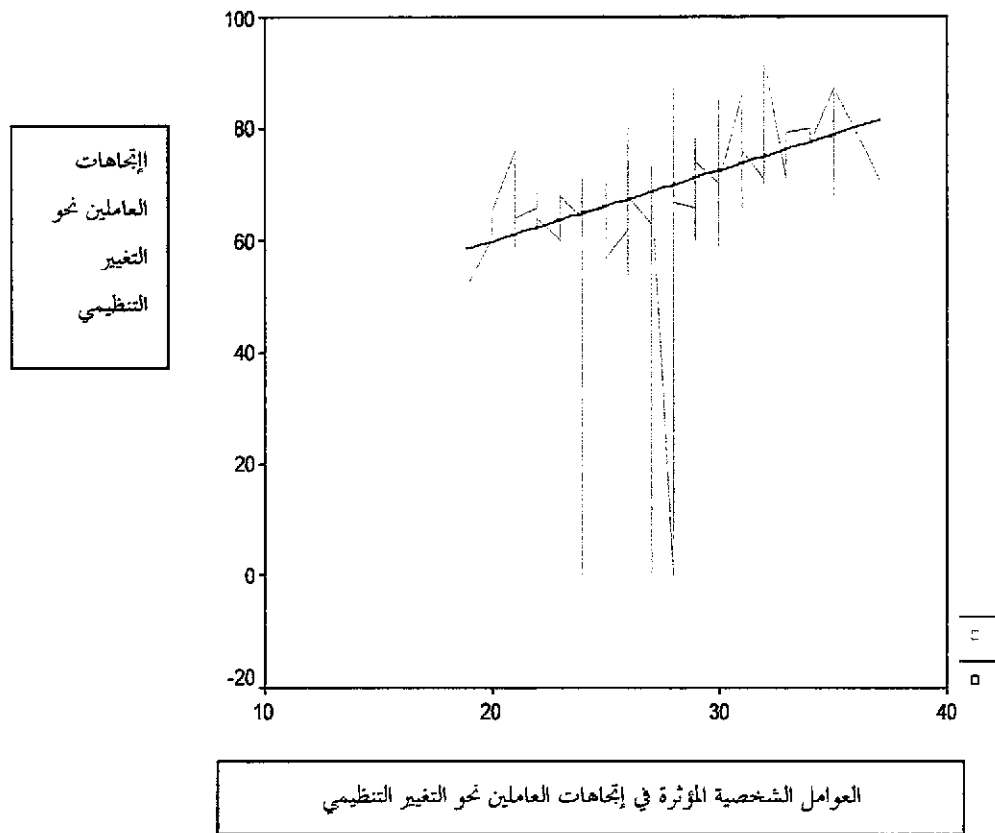 100
80
60
40
20
0
-20
10 20 30 40
اإتجاهات
العاملين نحو
التغيير
التنظيمي
العوامل الشخصية المؤثرة في إتجاهات العاملين نحو التغيير التنظيمي